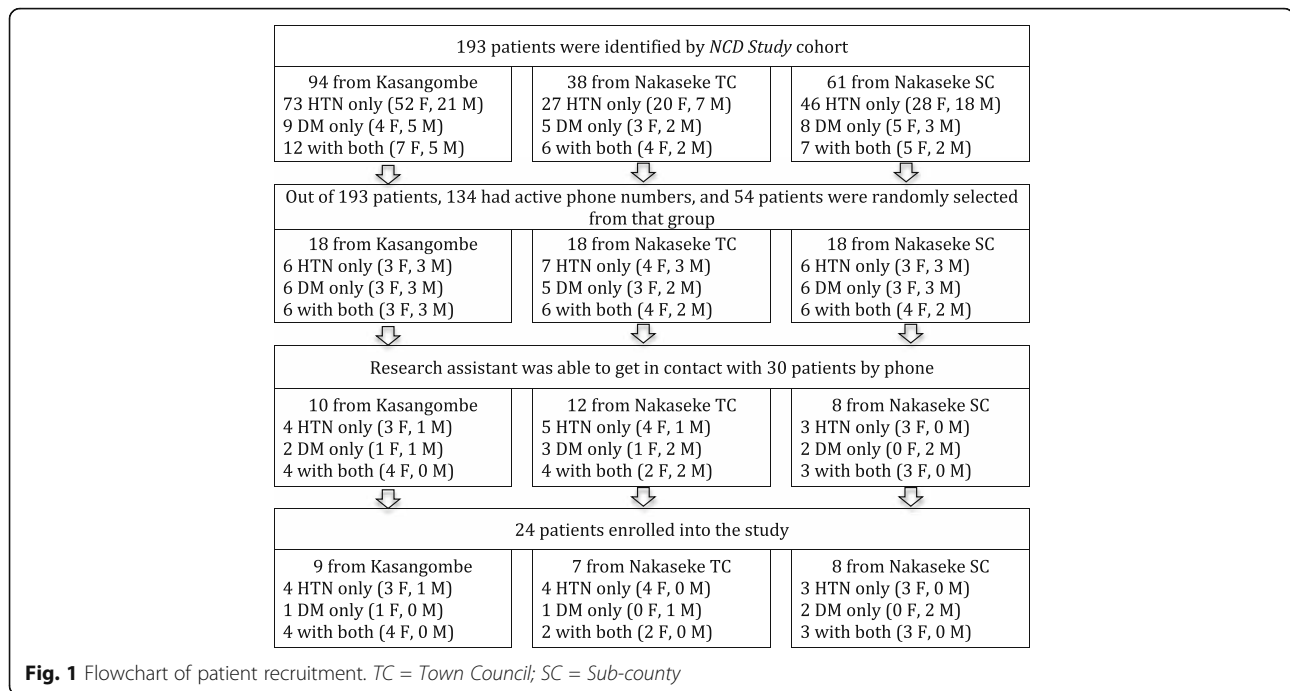 193 patients were identified by NCD Study cohort
94 from Kasangombe
73 HTN only (52 F, 21 M)
9 DM only (4 F, 5 M)
12 with both (7 F, 5 M)
38 from Nakaseke TC
27 HTN only (20 F, 7 M)
5 DM only (3 F, 2 M)
6 with both (4 F, 2 M)
61 from Nakaseke SC
46 HTN only (28 F, 18 M)
8 DM only (5 F, 3 M)
7 with both (5 F, 2 M)
Out of 193 patients, 134 had active phone numbers, and 54 patients were randomly selected
from that group
18 from Kasangombe
6 HTN only (3 F, 3 M)
6 DM only (3 F, 3 M)
6 with both (3 F, 3 M)
18 from Nakaseke TC
7 HTN only (4 F, 3 M)
5 DM only (3 F, 2 M)
6 with both (4 F, 2 M)
18 from Nakaseke SC
6 HTN only (3 F, 3 M)
6 DM only (3 F, 3 M)
6 with both (4 F, 2 M)
Research assistant was able to get in contact with 30 patients by phone
10 from Kasangombe
4 HTN only (3 F, 1 M)
2 DM only (1 F, 1 M)
4 with both (4 F, 0 M)
12 from Nakaseke TC
5 HTN only (4 F, 1 M)
3 DM only (1 F, 2 M)
4 with both (2 F, 2 M)
8 from Nakaseke SC
3 HTN only (3 F, 0 M)
2 DM only (0 F, 2 M)
3 with both (3 F, 0 M)
24 patients enrolled into the study
9 from Kasangombe
4 HTN only (3 F, 1 M)
1 DM only (1 F, 0 M)
4 with both (4 F, 0 M)
7 from Nakaseke TC
4 HTN only (4 F, 0 M)
1 DM only (0 F, 1 M)
2 with both (2 F, 0 M)
8 from Nakaseke SC
3 HTN only (3 F, 0 M)
2 DM only (0 F, 2 M)
3 with both (3 F, 0 M)
Fig. 1 Flowchart of patient recruitment. TC = Town Council; SC = Sub-county